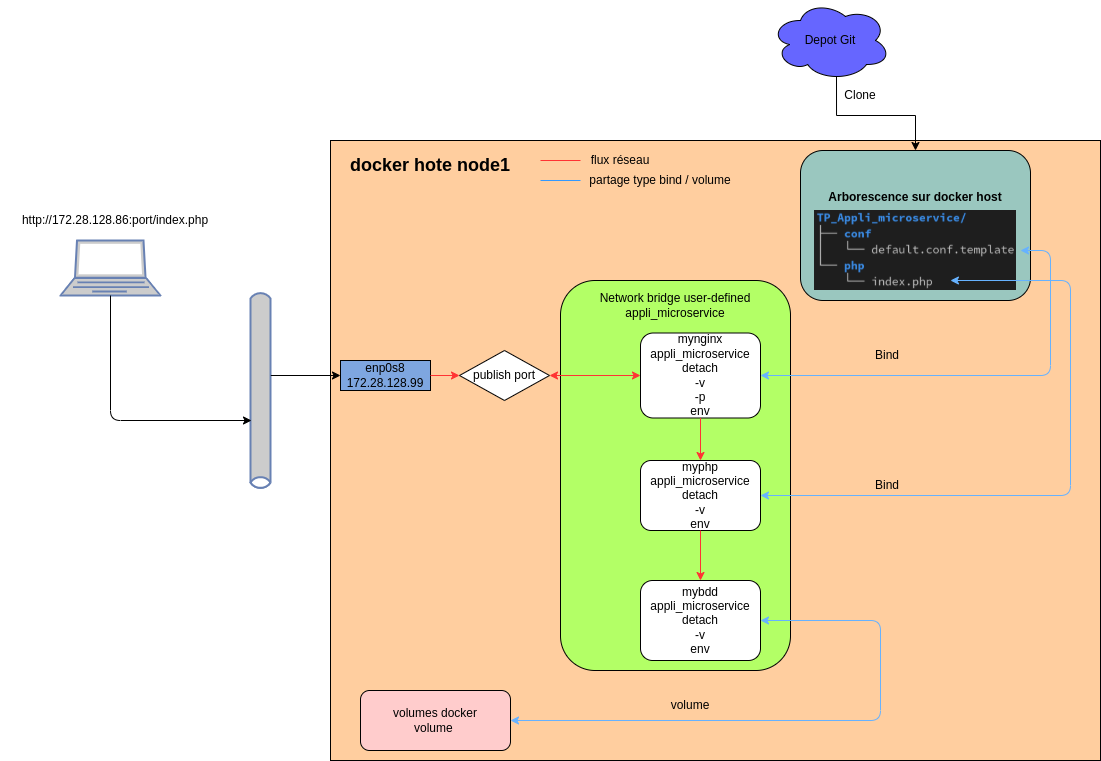 Depot Git
Clone
docker hote node1
flux réseau
partage type bind / volume
Arborescence sur docker host
TP_Appli_microservice/
conf
default.conf.template
php
index.php
http://172.28.128.86:port/index.php
Network bridge user-defined
appli_microservice
mynginx
appli_microservice
detach
-v
-p
env
Bind
enp0s8
172.28.128.99
publish port
myphp
appli_microservice
detach
-v
env
Bind
mybdd
appli_microservice
detach
-v
env
volumes docker
volume
volume